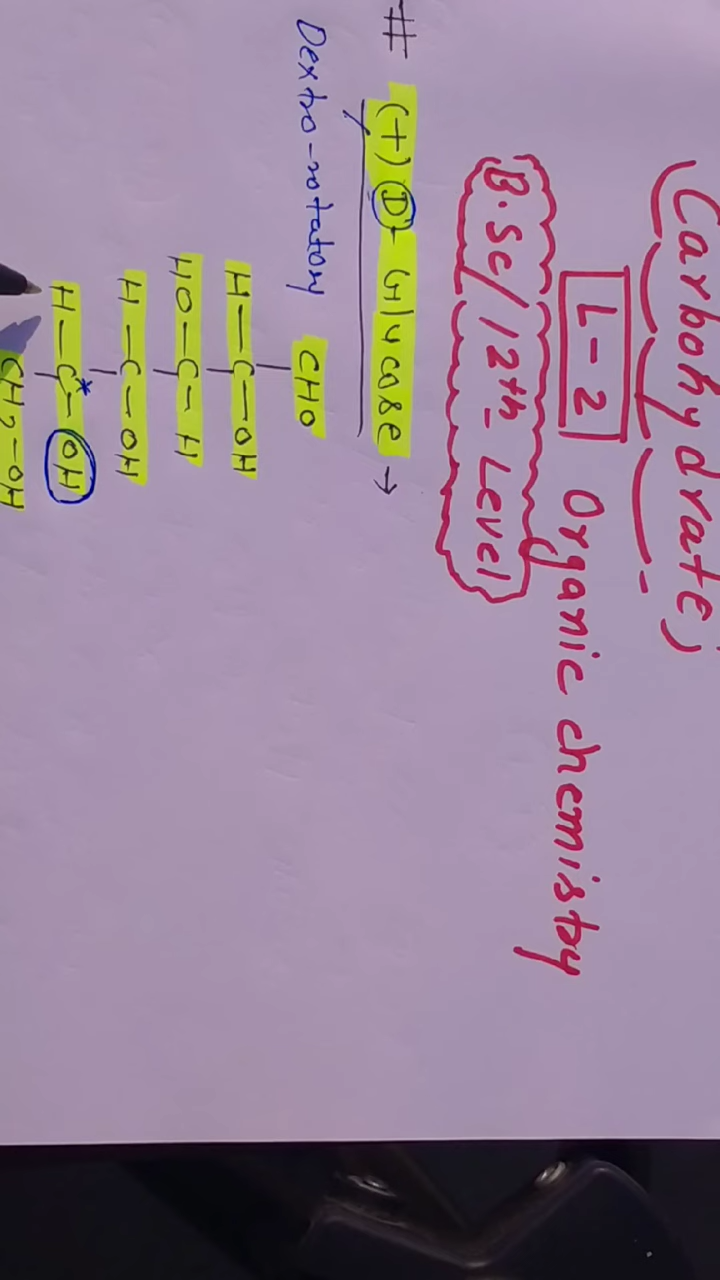 (Carbohydrate)
L-2 Organic chemistry
B.Sc/12th Level
# (+) D- Glucose →
Dextro-rotatory
CHO
H-C-OH
HO-C-H
H-C-OH
H-C*-OH
CH2-OH